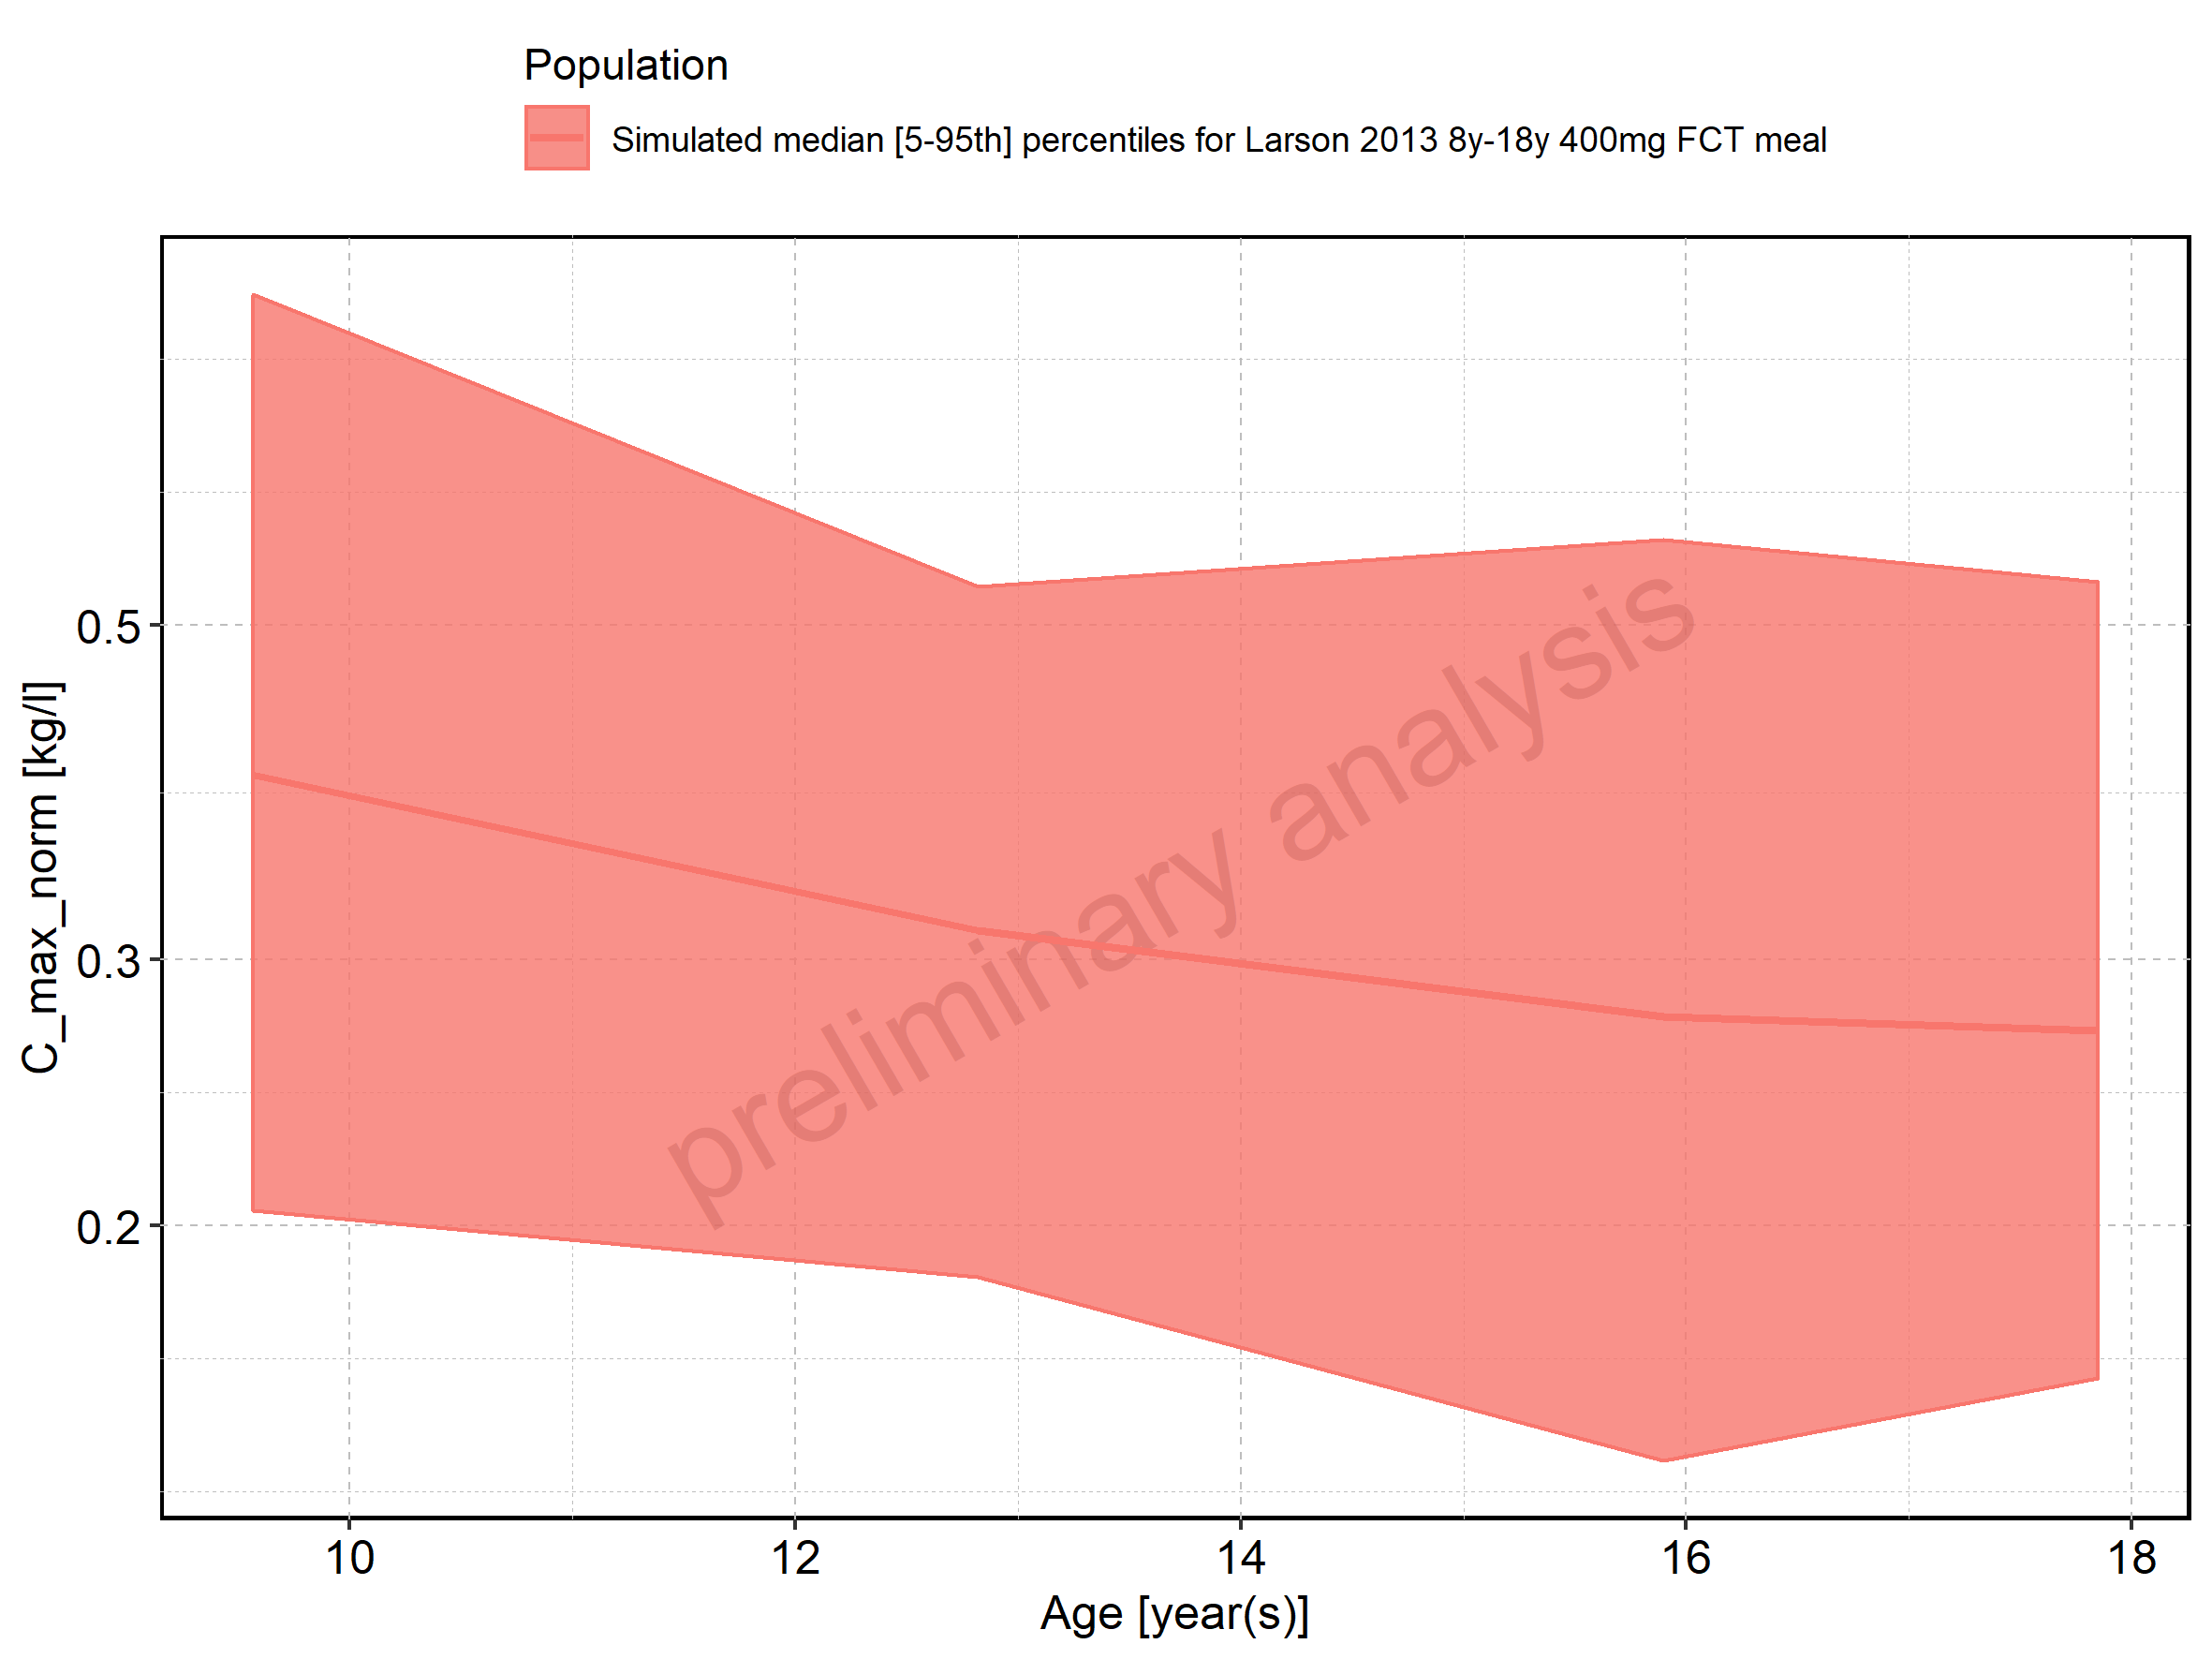 Population
Simulated median [5-95th] percentiles for Larson 2013 8y-18y 400mg FCT meal
C_max_norm [kg/l]
0.5
0.3
0.2
preliminary analysis
10 12 14 16 18
Age [year(s)]